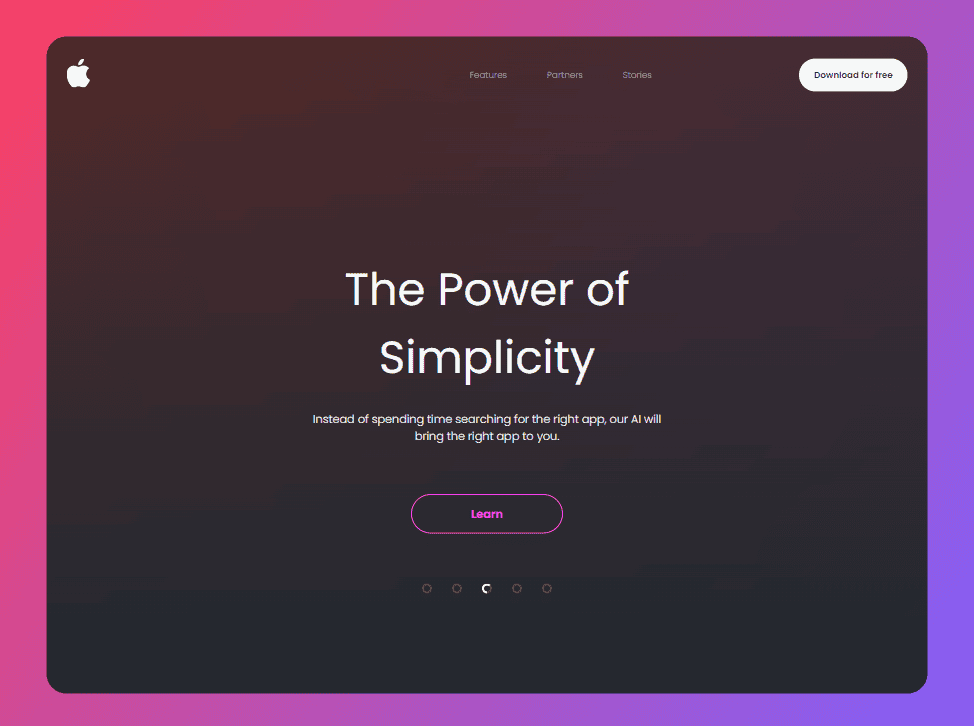 Features
Partners
Stories
Download for free
The Power of
Simplicity
Instead of spending time searching for the right app, our AI will
bring the right app to you.
Learn